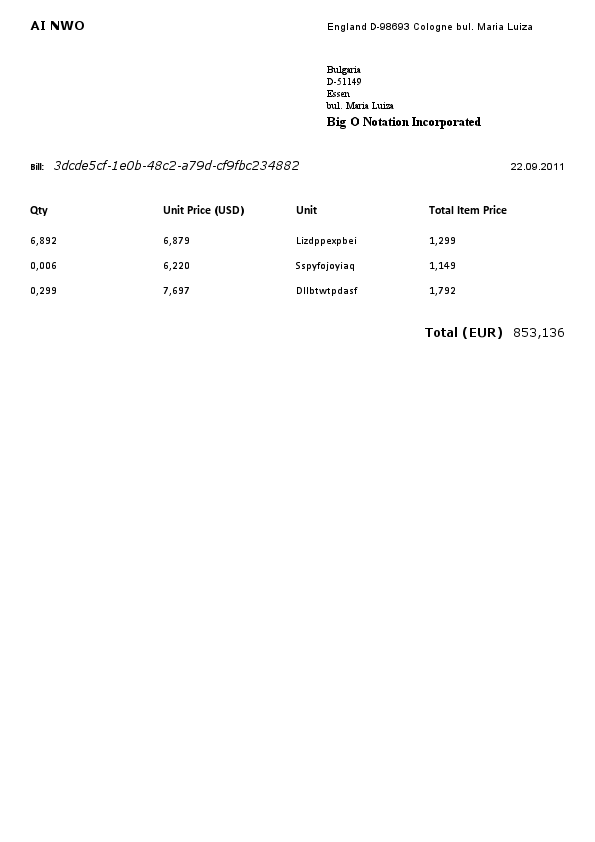 AI NWO England D-98693 Cologne bul. Maria Luiza
Bulgaria
D-51149
Essen
bul. Maria Luiza
Big O Notation Incorporated
Bill: 3dcde5cf-1e0b-48c2-a79d-cf9fbc234882 22.09.2011
Qty Unit Price (USD) Unit Total Item Price
6,892 6,879 Lizdppexpbei 1,299
0,006 6,220 Sspyfojoyiaq 1,149
0,299 7,697 Dllbtwtpdasf 1,792
Total (EUR) 853,136